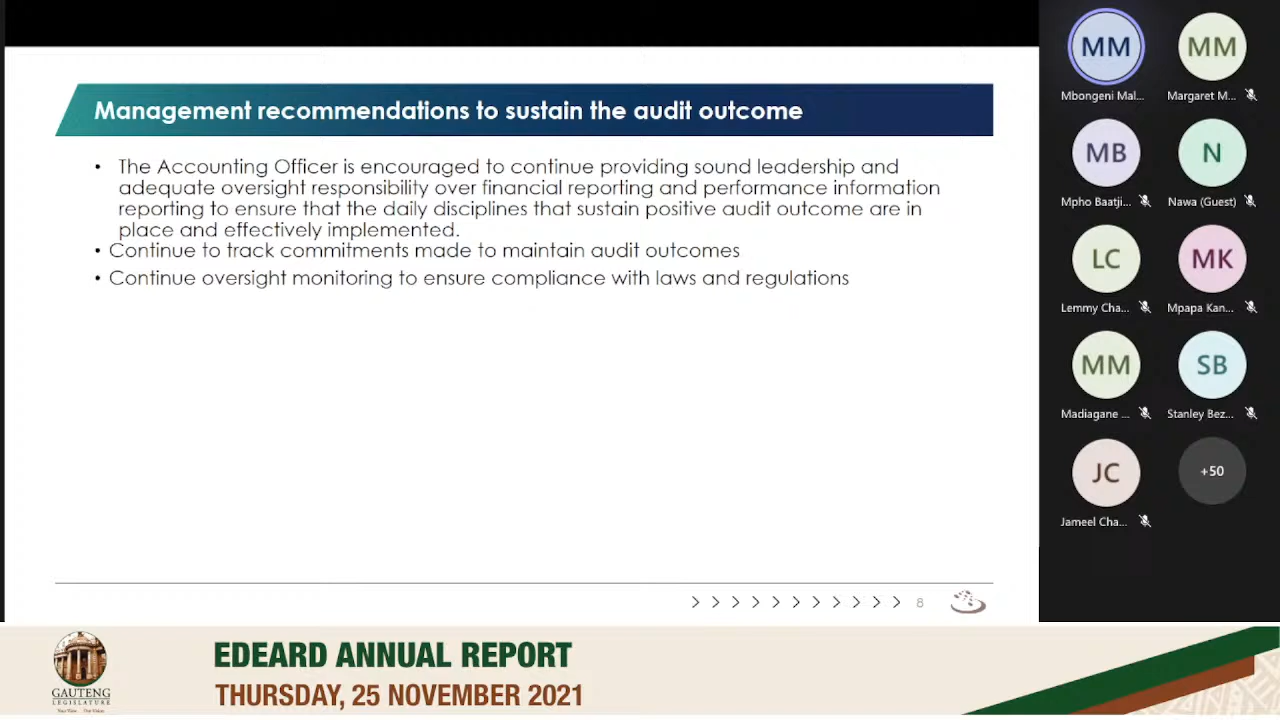 Management recommendations to sustain the audit outcome
• The Accounting Officer is encouraged to continue providing sound leadership and
adequate oversight responsibility over financial reporting and performance information
reporting to ensure that the daily disciplines that sustain positive audit outcome are in
place and effectively implemented.
• Continue to track commitments made to maintain audit outcomes
• Continue oversight monitoring to ensure compliance with laws and regulations
8
MM
Mbongeni Mal...
MM
Margaret M...
MB
Mpho Baatji...
N
Nawa (Guest)
LC
Lemmy Cha...
MK
Mpapa Kan...
MM
Madiagane ...
SB
Stanley Bez...
JC
Jameel Cha...
+50
GAUTENG
LEGISLATURE
Your View Our Vision
EDEARD ANNUAL REPORT
THURSDAY, 25 NOVEMBER 2021